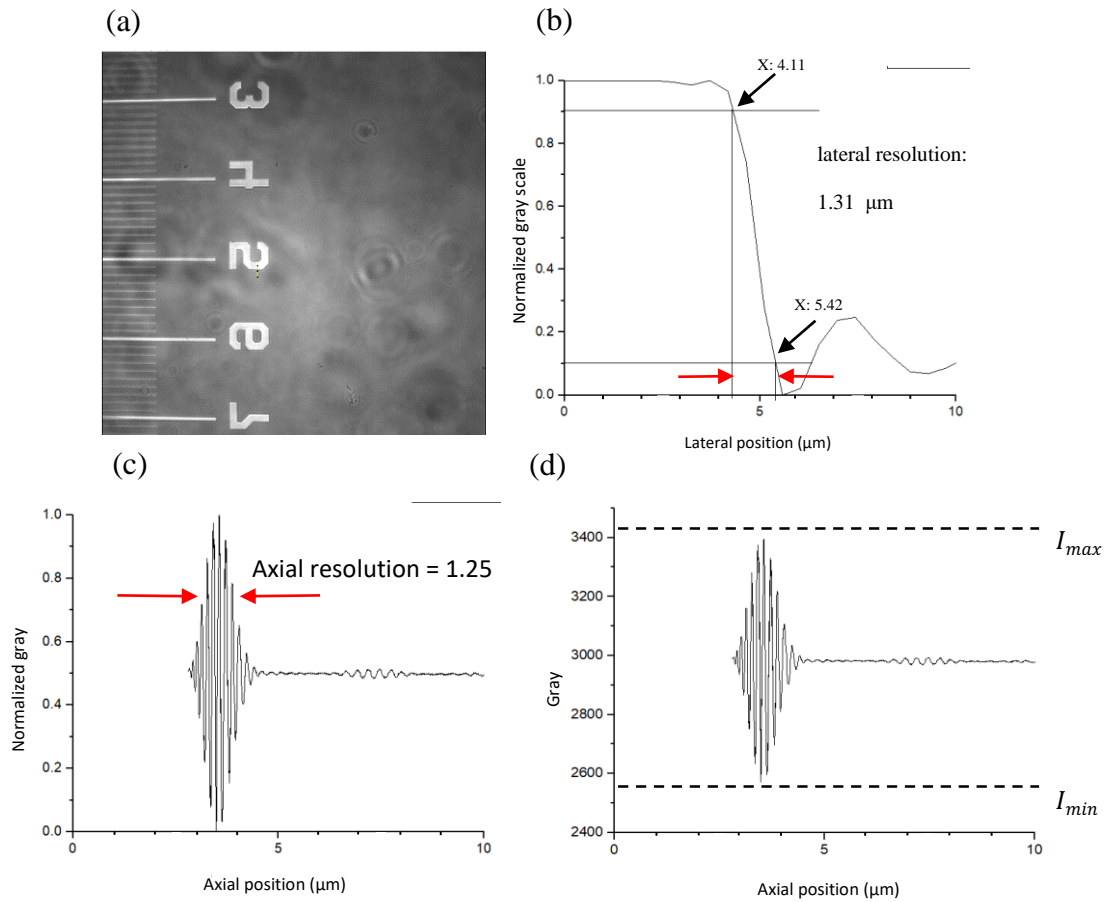 (a)
3
4
5
6
7
(b)
X: 4.11
1.0
0.8
0.6
0.4
0.2
0.0
Normalized gray scale
lateral resolution:
1.31 μm
X: 5.42
0
5
10
Lateral position (μm)
(c)
1.0
0.8
0.6
0.4
0.2
0.0
Normalized gray
Axial resolution = 1.25
0
5
10
Axial position (μm)
(d)
3400
3200
3000
2800
2600
2400
Gray
I_max
I_min
0
5
10
Axial position (μm)